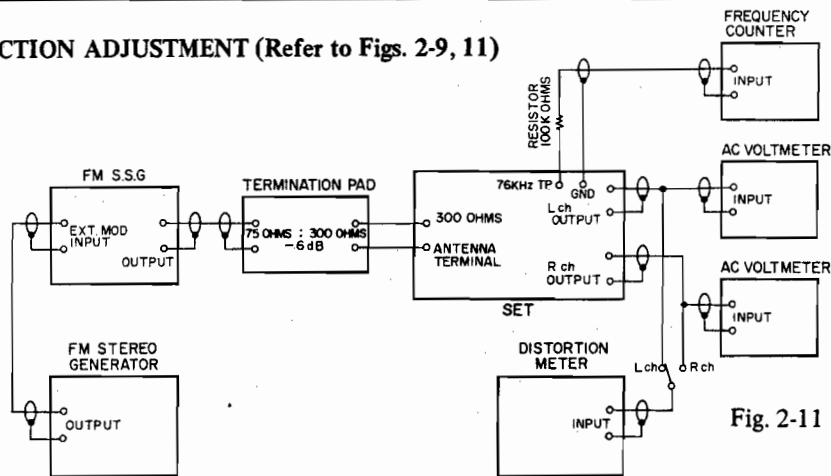 CTION ADJUSTMENT (Refer to Figs. 2-9, 11)
FREQUENCY
COUNTER
INPUT
RESISTOR
100K OHMS
FM S.S.G
EXT. MOD
INPUT
OUTPUT
TERMINATION PAD
75 OHMS : 300 OHMS
-6dB
76KHz TP
GND
300 OHMS
ANTENNA
TERMINAL
L ch
OUTPUT
R ch
OUTPUT
SET
AC VOLTMETER
INPUT
AC VOLTMETER
INPUT
FM STEREO
GENERATOR
OUTPUT
DISTORTION
METER
INPUT
L ch
R ch
Fig. 2-11